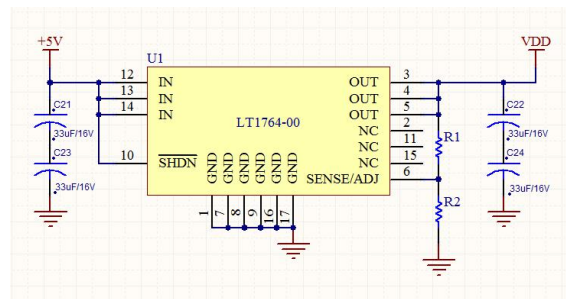 +5V
VDD
U1
12 IN OUT 3
13 IN OUT 4
14 IN OUT 5
LT1764-00
NC 2
NC 11
NC 15
10 SHDN
SENSE/ADJ 6
GND GND GND GND GND GND
1 7 8 9 16 17
C21
33uF/16V
C23
33uF/16V
R1
R2
C22
33uF/16V
C24
33uF/16V